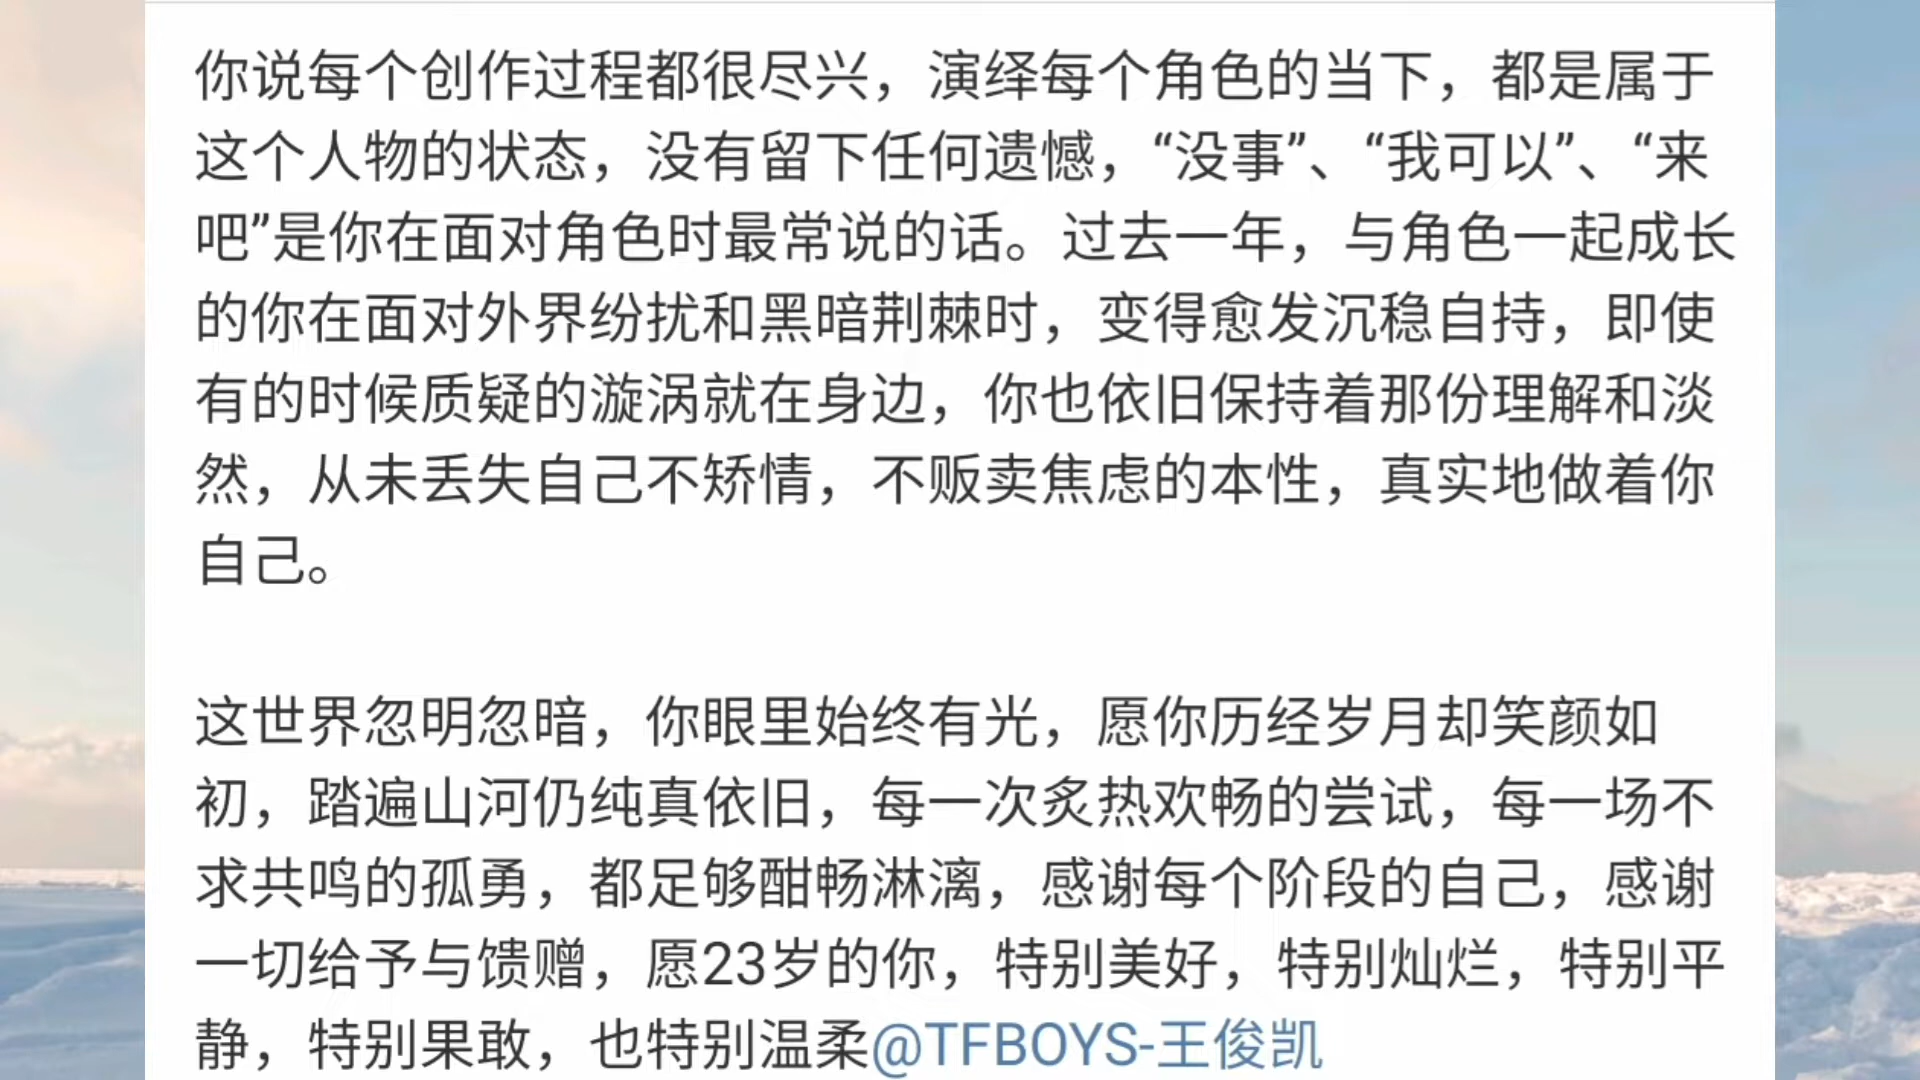 你说每个创作过程都很尽兴，演绎每个角色的当下，都是属于
这个人物的状态，没有留下任何遗憾，“没事”、“我可以”、“来
吧”是你在面对角色时最常说的话。过去一年，与角色一起成长
的你在面对外界纷扰和黑暗荆棘时，变得愈发沉稳自持，即使
有的时候质疑的漩涡就在身边，你也依旧保持着那份理解和淡
然，从未丢失自己不矫情，不贩卖焦虑的本性，真实地做着你
自己。
这世界忽明忽暗，你眼里始终有光，愿你历经岁月却笑颜如
初，踏遍山河仍纯真依旧，每一次炙热欢畅的尝试，每一场不
求共鸣的孤勇，都足够酣畅淋漓，感谢每个阶段的自己，感谢
一切给予与馈赠，愿23岁的你，特别美好，特别灿烂，特别平
静，特别果敢，也特别温柔@TFBOYS-王俊凯